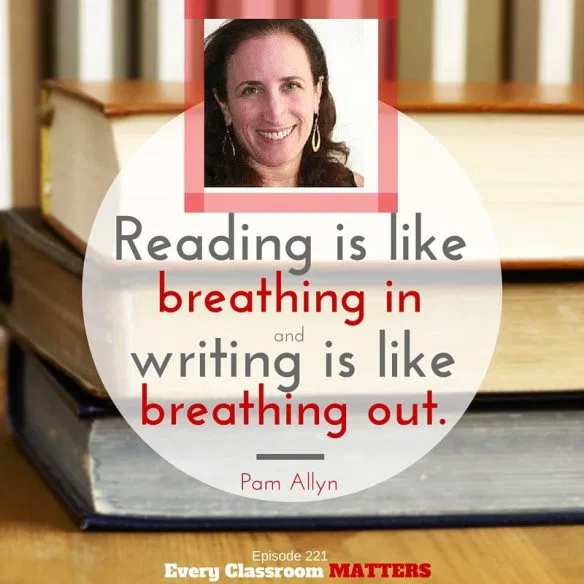 Reading is like
breathing in
and
writing is like
breathing out.
Pam Allyn
Episode 221
Every Classroom MATTERS